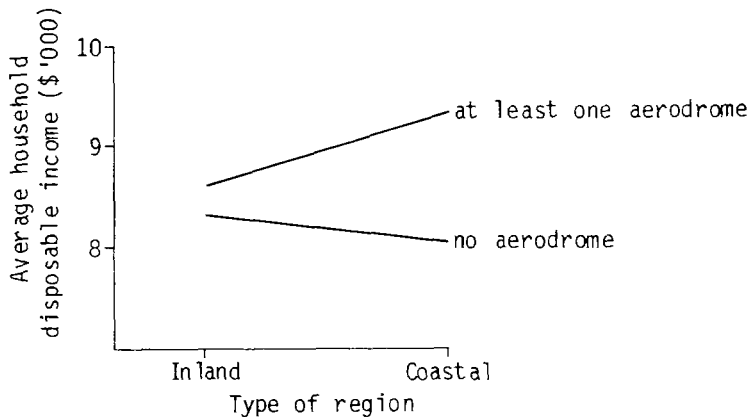 Average household
disposable income ($'000)
10
9
8
at least one aerodrome
no aerodrome
Inland
Coastal
Type of region